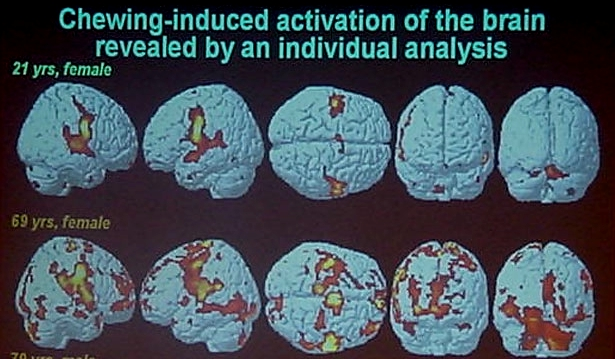 Chewing-induced activation of the brain
revealed by an individual analysis
21 yrs, female
69 yrs, female